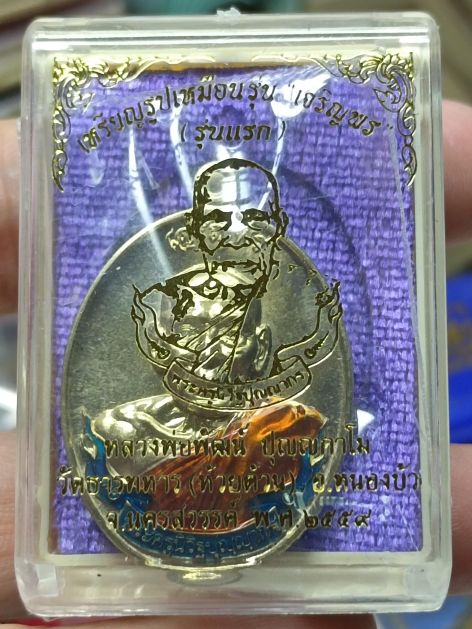 เหรียญรูปเหมือนรุ่น "เจริญพร"
(รุ่นแรก)
หลวงพ่อพัฒน์ ปุญญกาโม
วัดธารทหาร (ห้วยด้วน) อ.หนองบัว
จ.นครสวรรค์ พ.ศ ๒๕๕๙